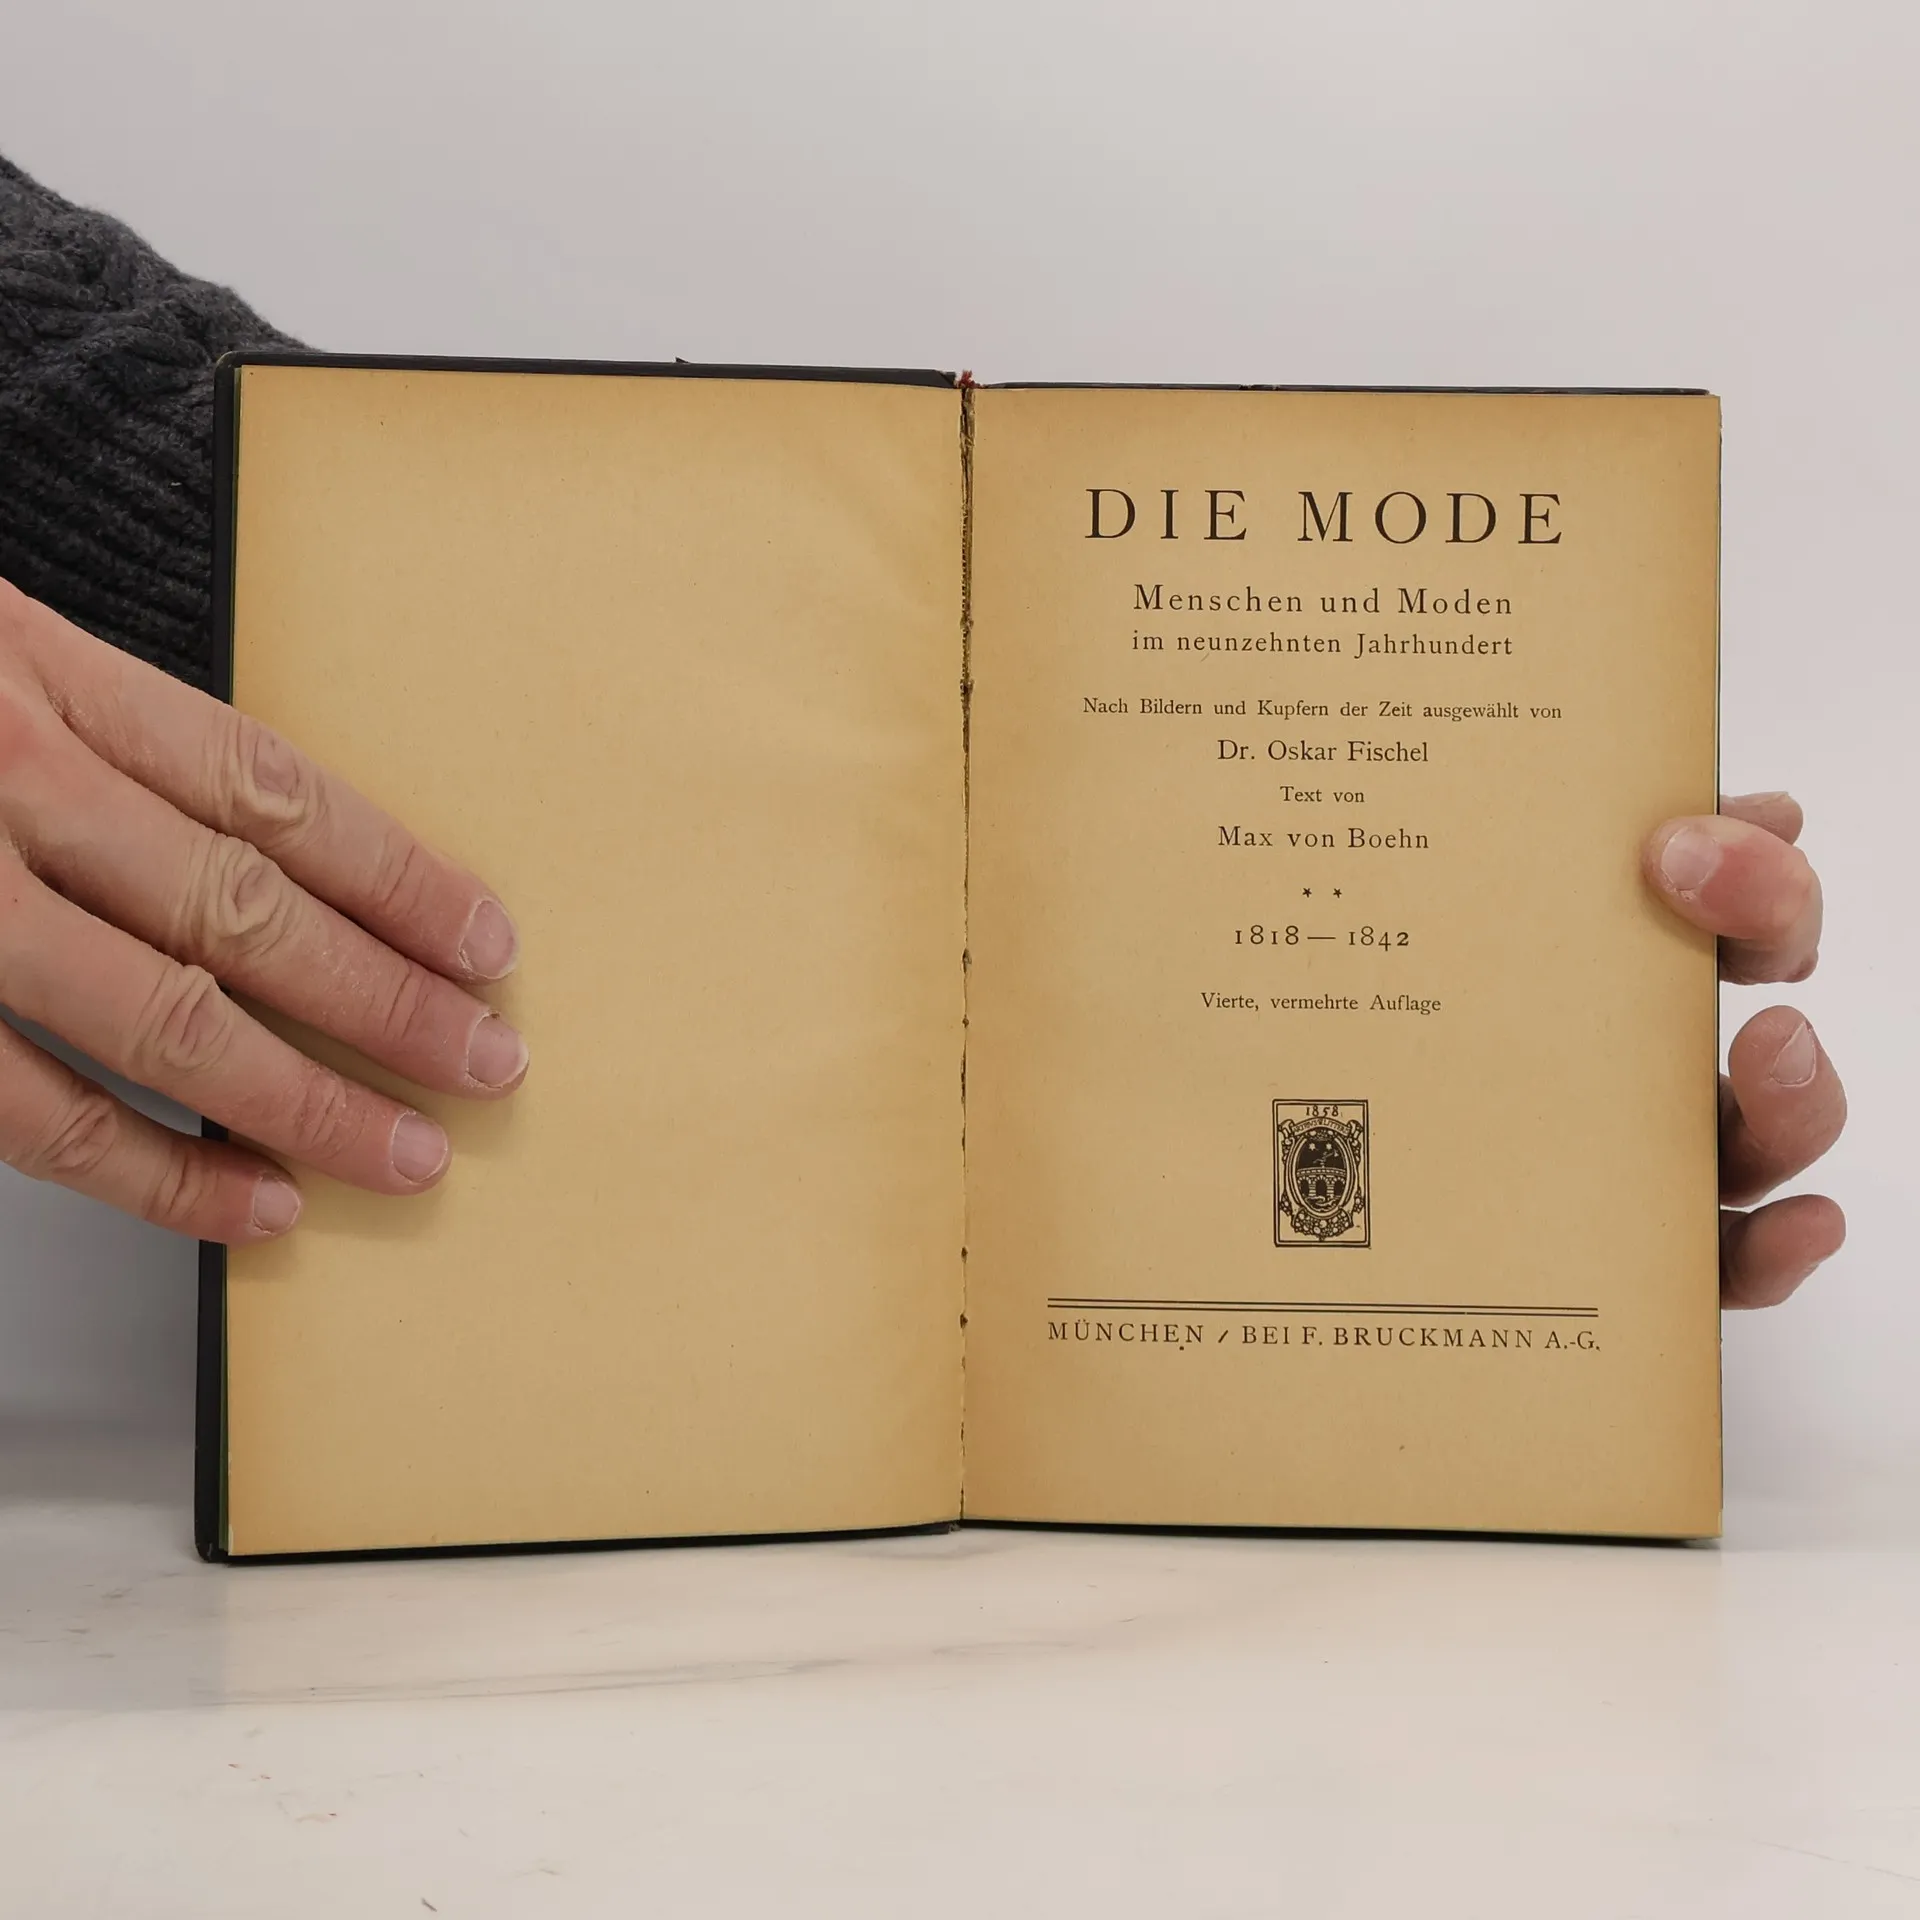 DIE MODE
Menschen und Moden
im neunzehnten Jahrhundert
Nach Bildern und Kupfern der Zeit ausgewählt von
Dr. Oskar Fischel
Text von
Max von Boehn
* *
1818 — 1842
Vierte, vermehrte Auflage
1858
MÜNCHEN / BEI F. BRUCKMANN A.-G.